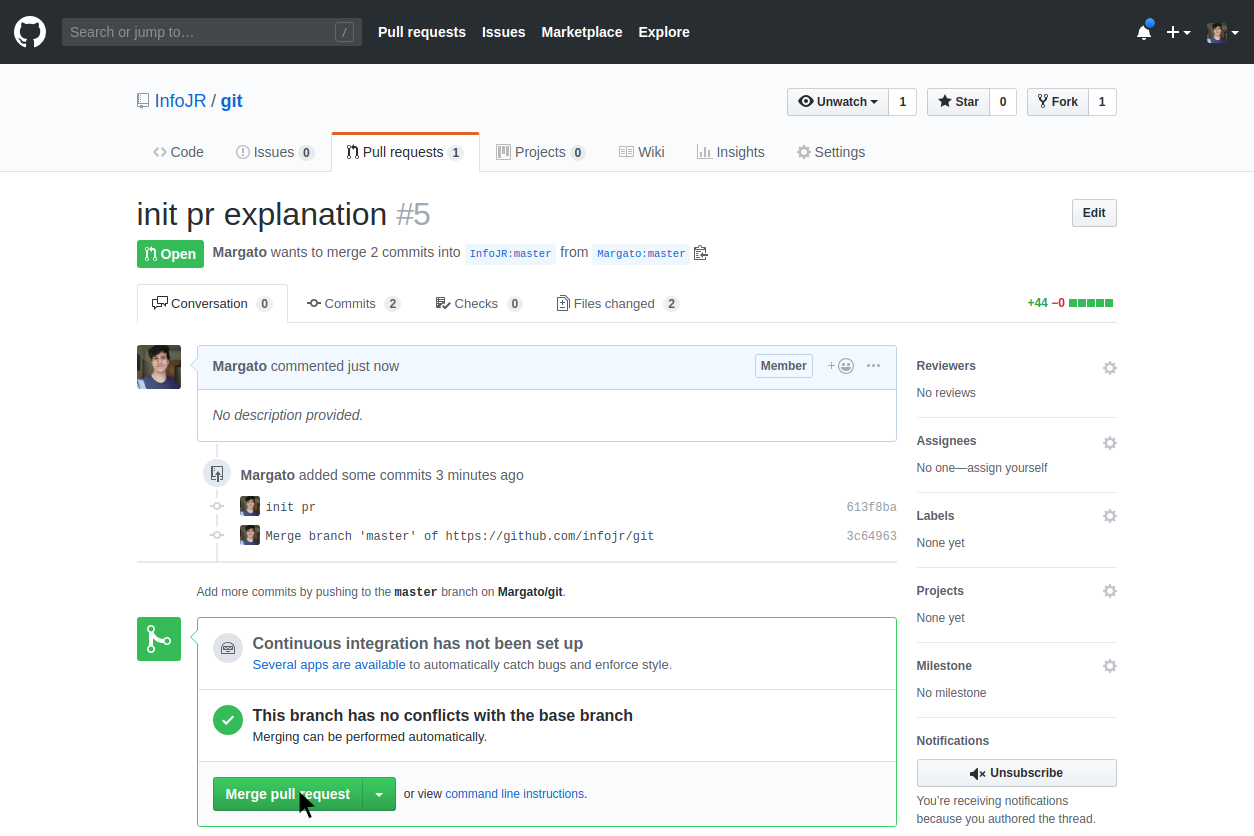 Search or jump to… / Pull requests Issues Marketplace Explore
InfoJR / git Unwatch 1 Star 0 Fork 1
Code Issues 0 Pull requests 1 Projects 0 Wiki Insights Settings
init pr explanation #5 Edit
Open Margato wants to merge 2 commits into InfoJR:master from Margato:master
Conversation 0 Commits 2 Checks 0 Files changed 2 +44 −0
Margato commented just now Member +
No description provided.
Margato added some commits 3 minutes ago
init pr 613f8ba
Merge branch 'master' of https://github.com/infojr/git 3c64963
Add more commits by pushing to the master branch on Margato/git.
Continuous integration has not been set up
Several apps are available to automatically catch bugs and enforce style.
This branch has no conflicts with the base branch
Merging can be performed automatically.
Merge pull request or view command line instructions.
Reviewers
No reviews
Assignees
No one—assign yourself
Labels
None yet
Projects
None yet
Milestone
No milestone
Notifications
Unsubscribe
You're receiving notifications
because you authored the thread.